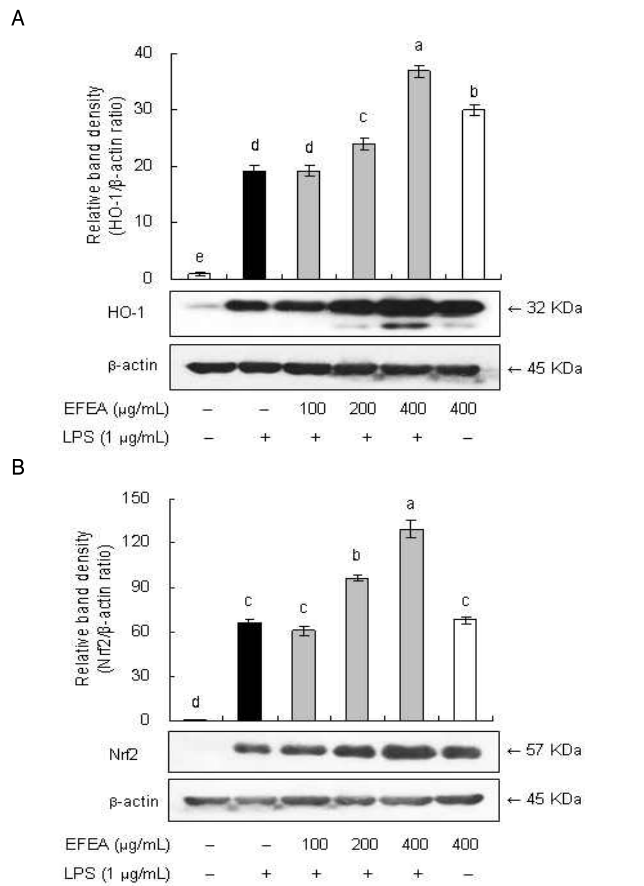 A
Relative band density
(HO-1/β-actin ratio)
40
30
20
10
0
e
d
d
c
a
b
HO-1
← 32 KDa
β-actin
← 45 KDa
EFEA (μg/mL) – – 100 200 400 400
LPS (1 μg/mL) – + + + + –
B
Relative band density
(Nrf2/β-actin ratio)
150
120
90
60
30
0
d
c
c
b
a
c
Nrf2
← 57 KDa
β-actin
← 45 KDa
EFEA (μg/mL) – – 100 200 400 400
LPS (1 μg/mL) – + + + + –